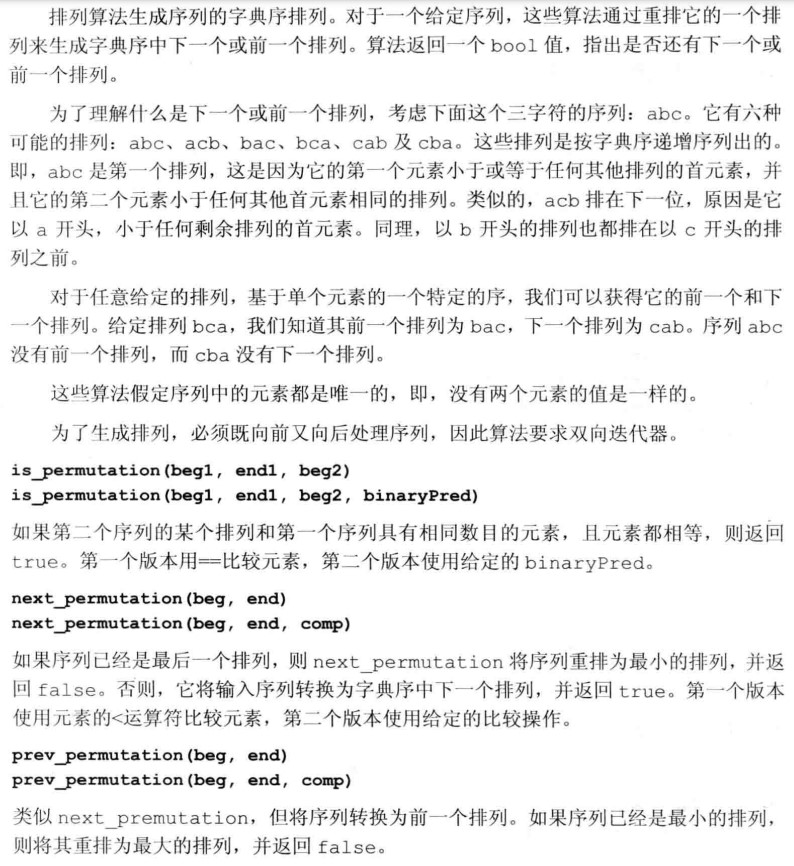 排列算法生成序列的字典序排列。对于一个给定序列，这些算法通过重排它的一个排
列来生成字典序中下一个或前一个排列。算法返回一个 bool 值，指出是否还有下一个或
前一个排列。
为了理解什么是下一个或前一个排列，考虑下面这个三字符的序列：abc。它有六种
可能的排列：abc、acb、bac、bca、cab 及 cba。这些排列是按字典序递增序列出的。
即，abc 是第一个排列，这是因为它的第一个元素小于或等于任何其他排列的首元素，并
且它的第二个元素小于任何其他首元素相同的排列。类似的，acb 排在下一位，原因是它
以 a 开头，小于任何剩余排列的首元素。同理，以 b 开头的排列也都排在以 c 开头的排
列之前。
对于任意给定的排列，基于单个元素的一个特定的序，我们可以获得它的前一个和下
一个排列。给定排列 bca，我们知道其前一个排列为 bac，下一个排列为 cab。序列 abc
没有前一个排列，而 cba 没有下一个排列。
这些算法假定序列中的元素都是唯一的，即，没有两个元素的值是一样的。
为了生成排列，必须既向前又向后处理序列，因此算法要求双向迭代器。
is_permutation(beg1, end1, beg2)
is_permutation(beg1, end1, beg2, binaryPred)
如果第二个序列的某个排列和第一个序列具有相同数目的元素，且元素都相等，则返回
true。第一个版本用==比较元素，第二个版本使用给定的 binaryPred。
next_permutation(beg, end)
next_permutation(beg, end, comp)
如果序列已经是最后一个排列，则 next_permutation 将序列重排为最小的排列，并返
回 false。否则，它将输入序列转换为字典序中下一个排列，并返回 true。第一个版本
使用元素的<运算符比较元素，第二个版本使用给定的比较操作。
prev_permutation(beg, end)
prev_permutation(beg, end, comp)
类似 next_premutation，但将序列转换为前一个排列。如果序列已经是最小的排列，
则将其重排为最大的排列，并返回 false。